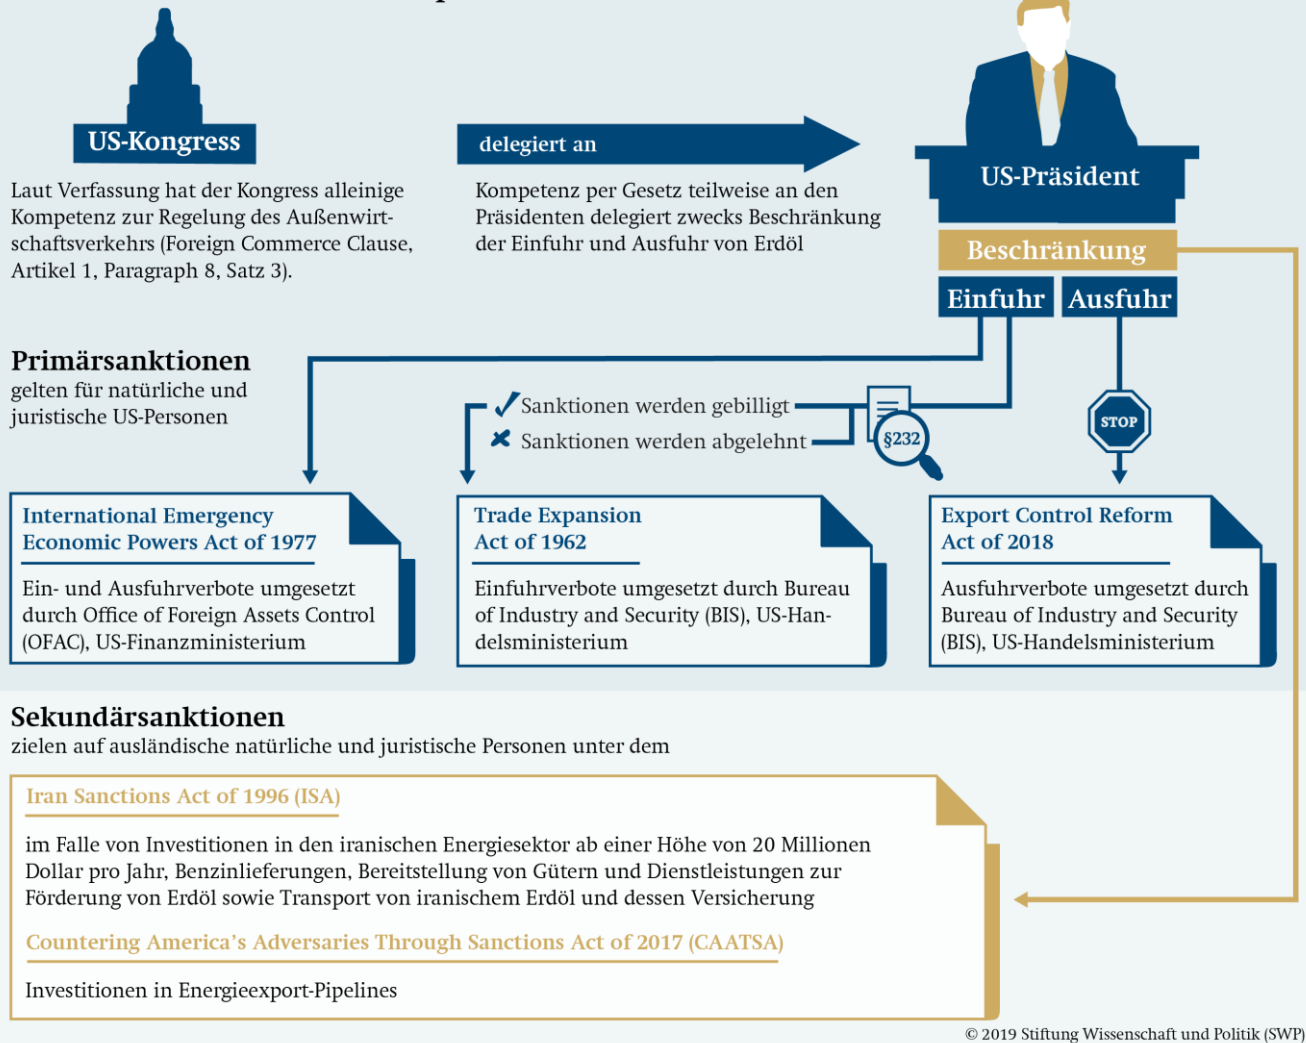 US-Kongress
delegiert an
US-Präsident
Laut Verfassung hat der Kongress alleinige
Kompetenz zur Regelung des Außenwirt-
schaftsverkehrs (Foreign Commerce Clause,
Artikel 1, Paragraph 8, Satz 3).
Kompetenz per Gesetz teilweise an den
Präsidenten delegiert zwecks Beschränkung
der Einfuhr und Ausfuhr von Erdöl
Beschränkung
Einfuhr
Ausfuhr
Primärsanktionen
gelten für natürliche und
juristische US-Personen
Sanktionen werden gebilligt
Sanktionen werden abgelehnt
§232
STOP
International Emergency
Economic Powers Act of 1977
Ein- und Ausfuhrverbote umgesetzt
durch Office of Foreign Assets Control
(OFAC), US-Finanzministerium
Trade Expansion
Act of 1962
Einfuhrverbote umgesetzt durch Bureau
of Industry and Security (BIS), US-Han-
delsministerium
Export Control Reform
Act of 2018
Ausfuhrverbote umgesetzt durch
Bureau of Industry and Security
(BIS), US-Handelsministerium
Sekundärsanktionen
zielen auf ausländische natürliche und juristische Personen unter dem
Iran Sanctions Act of 1996 (ISA)
im Falle von Investitionen in den iranischen Energiesektor ab einer Höhe von 20 Millionen
Dollar pro Jahr, Benzinlieferungen, Bereitstellung von Gütern und Dienstleistungen zur
Förderung von Erdöl sowie Transport von iranischem Erdöl und dessen Versicherung
Countering America's Adversaries Through Sanctions Act of 2017 (CAATSA)
Investitionen in Energieexport-Pipelines
© 2019 Stiftung Wissenschaft und Politik (SWP)